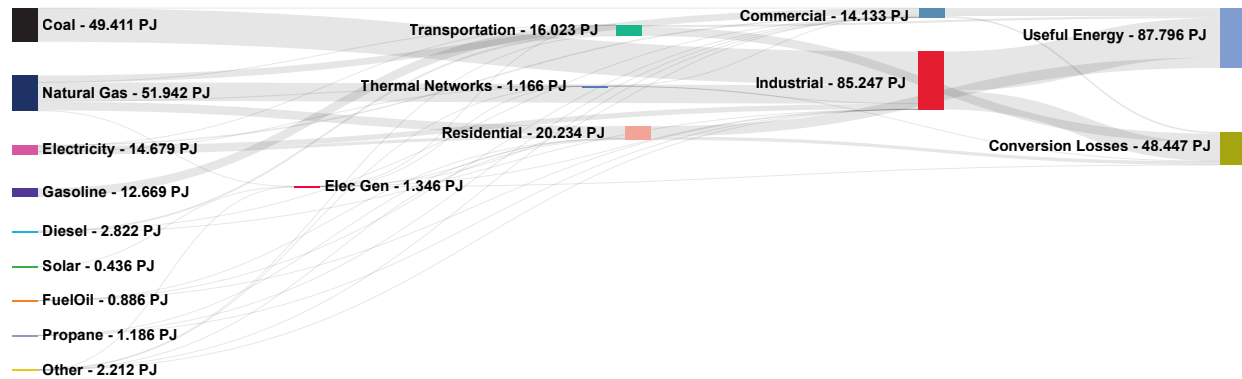 Coal - 49.411 PJ
Natural Gas - 51.942 PJ
Electricity - 14.679 PJ
Gasoline - 12.669 PJ
Diesel - 2.822 PJ
Solar - 0.436 PJ
FuelOil - 0.886 PJ
Propane - 1.186 PJ
Other - 2.212 PJ
Elec Gen - 1.346 PJ
Transportation - 16.023 PJ
Thermal Networks - 1.166 PJ
Residential - 20.234 PJ
Commercial - 14.133 PJ
Industrial - 85.247 PJ
Useful Energy - 87.796 PJ
Conversion Losses - 48.447 PJ